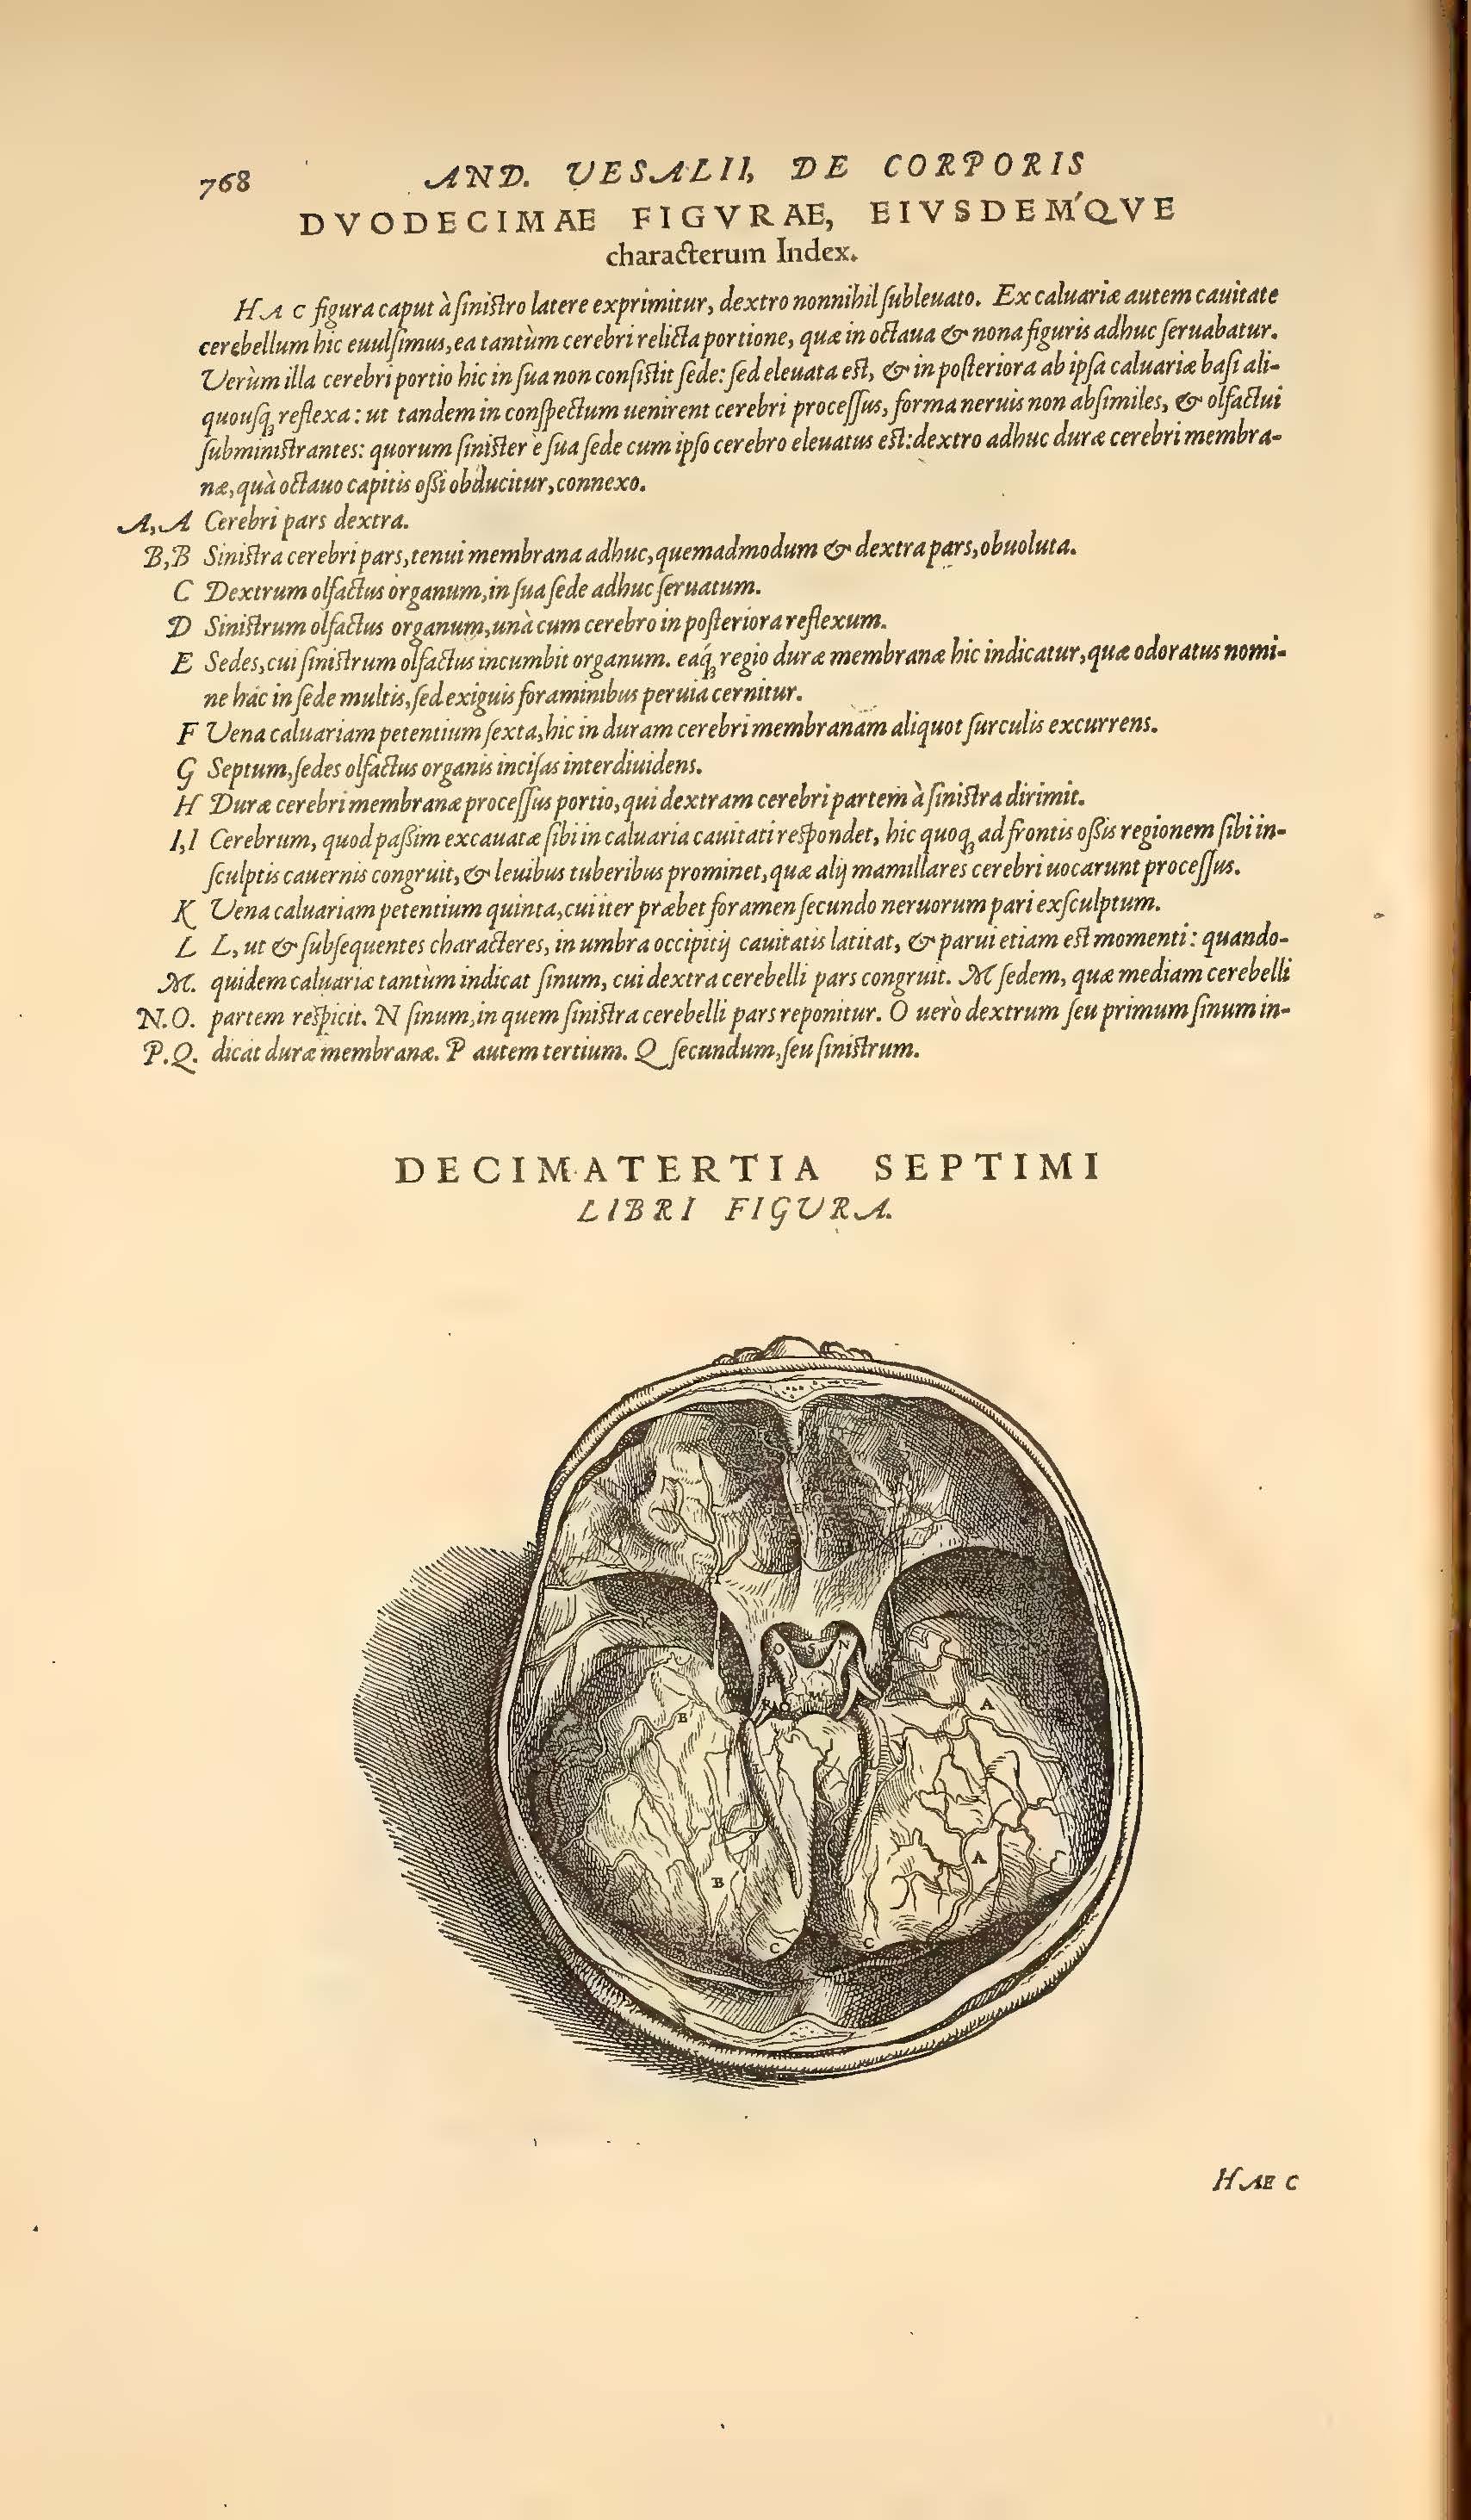 768 AND. VESALII, DE CORPORIS
DVODECIMAE FIGVRAE, EIVSDEM´QVE
characterum Index.
HAC figura caput à ſiniſtro latere exprimitur, dextro nonnihil ſubleuato. Ex caluariæ autem cauitate
cerebellum hic euulſimus, ea tantùm cerebri relicta portione, quæ in octaua & nona figuris adhuc ſeruabatur.
Verùm illa cerebri portio hic in ſua non conſiſtit ſede: ſed eleuata eſt, & in poſteriora ab ipſa caluariæ baſi ali-
quouſq; reflexa: ut tandem in conſpectum uenirent cerebri proceſſus, forma neruis non abſimiles, & olfactui
ſubminiſtrantes: quorum ſiniſter è ſua ſede cum ipſo cerebro eleuatus eſt: dextro adhuc duræ cerebri membra-
næ, quà octauo capitis oſſi obducitur, connexo.
A,A Cerebri pars dextra.
B,B Siniſtra cerebri pars, tenui membrana adhuc, quemadmodum & dextra pars, obuoluta.
C Dextrum olfactus organum, in ſua ſede adhuc ſeruatum.
D Siniſtrum olfactus organum, unà cum cerebro in poſteriora reflexum.
E Sedes, cui ſiniſtrum olfactus incumbit organum. eáq; regio duræ membranæ hic indicatur, quæ odoratus nomi-
ne hac in ſede multis, ſed exiguis foraminibus peruia cernitur.
F Vena caluariam petentium ſexta, hic in duram cerebri membranam aliquot ſurculis excurrens.
G Septum, ſedes olfactus organis inciſas interdiuidens.
H Duræ cerebri membranæ proceſſus portio, qui dextram cerebri partem à ſiniſtra dirimit.
I,I Cerebrum, quod paſſim excauatæ ſibi in caluaria cauitati reſpondet, hic quoq; ad frontis oſſis regionem ſibi in-
ſculptis cauernis congruit, & leuibus tuberibus prominet, quæ alij mamillares cerebri uocarunt proceſſus.
K Vena caluariam petentium quinta, cui iter præbet foramen ſecundo neruorum pari exſculptum.
L L, ut & ſubſequentes characteres, in umbra occipitij cauitatis latitat, & parui etiam eſt momenti: quando-
M. quidem caluariæ tantùm indicat ſinum, cui dextra cerebelli pars congruit. M ſedem, quæ mediam cerebelli
N.O. partem reſpicit. N ſinum, in quem ſiniſtra cerebelli pars reponitur. O uerò dextrum ſeu primum ſinum in-
P.Q. dicat duræ membranæ. P autem tertium. Q ſecundum, ſeu ſiniſtrum.
DECIMATERTIA SEPTIMI
LIBRI FIGURA.
E
I
O S N
M
B A
B A
C C
HAEC